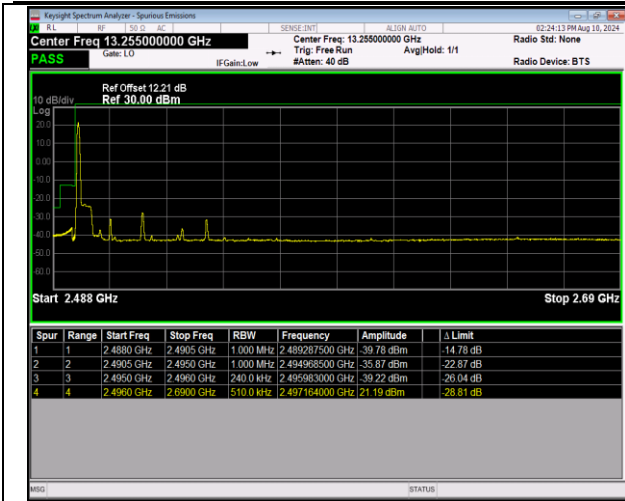 Keysight Spectrum Analyzer - Spurious Emissions
RL RF 50 Ω AC SENSE:INT ALIGN AUTO 02:24:13 PM Aug 10, 2024
Center Freq 13.255000000 GHz Center Freq: 13.255000000 GHz Radio Std: None
Gate: LO Trig: Free Run Avg|Hold: 1/1
PASS IFGain:Low #Atten: 40 dB Radio Device: BTS
Ref Offset 12.21 dB
10 dB/div Ref 30.00 dBm
Log
20.0
10.0
0.00
-10.0
-20.0
-30.0
-40.0
-50.0
-60.0
Start 2.488 GHz Stop 2.69 GHz
Spur Range Start Freq Stop Freq RBW Frequency Amplitude Δ Limit
1 1 2.4880 GHz 2.4905 GHz 1.000 MHz 2.489287500 GHz -39.78 dBm -14.78 dB
2 2 2.4905 GHz 2.4950 GHz 1.000 MHz 2.494968500 GHz -35.87 dBm -22.87 dB
3 3 2.4950 GHz 2.4960 GHz 240.0 kHz 2.495983000 GHz -39.22 dBm -26.04 dB
4 4 2.4960 GHz 2.6900 GHz 510.0 kHz 2.497164000 GHz 21.19 dBm -28.81 dB
MSG STATUS